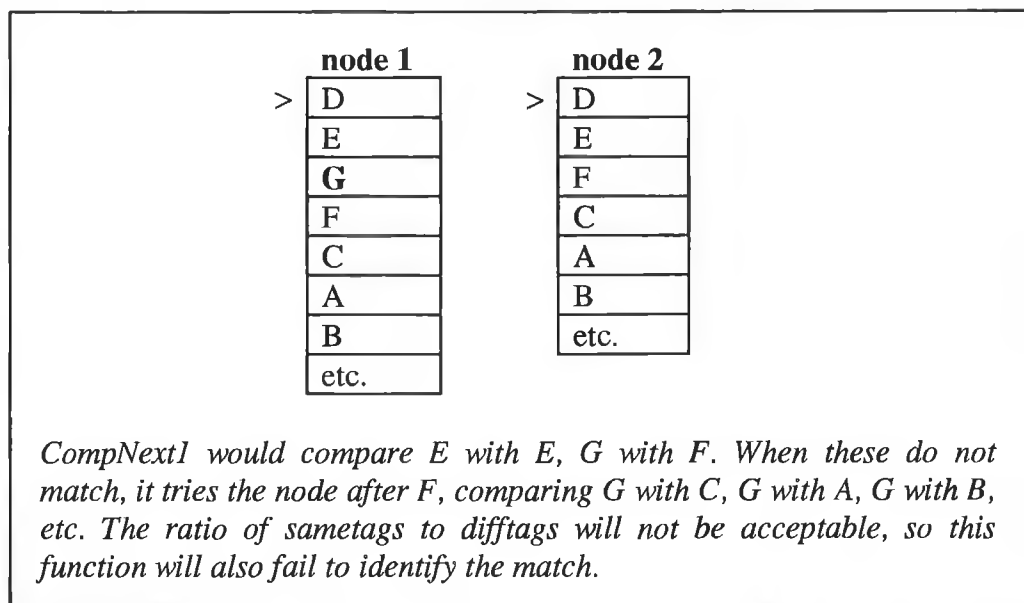 node 1 node 2
> D > D
E E
G F
F C
C A
A B
B etc.
etc.
CompNext1 would compare E with E, G with F. When these do not
match, it tries the node after F, comparing G with C, G with A, G with B,
etc. The ratio of sametags to difftags will not be acceptable, so this
function will also fail to identify the match.